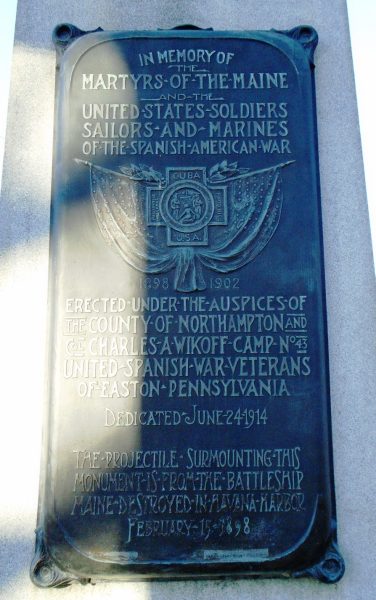 IN MEMORY OF
THE
MARTYRS·OF·THE·MAINE
AND·THE
UNITED·STATES·SOLDIERS
SAILORS·AND·MARINES
OF·THE·SPANISH·AMERICAN·WAR
CUBA
U.S.A.
1898 1902
ERECTED·UNDER·THE·AUSPICES·OF
THE COUNTY·OF·NORTHAMPTON AND
COL CHARLES·A·WIKOFF·CAMP·No·43
UNITED·SPANISH·WAR·VETERANS
OF·EASTON·PENNSYLVANIA
DEDICATED·JUNE·24·1914
THE·PROJECTILE·SURMOUNTING·THIS
MONUMENT·IS·FROM·THE·BATTLESHIP
MAINE·DESTROYED·IN·HAVANA·HARBOR
FEBRUARY·15·1898